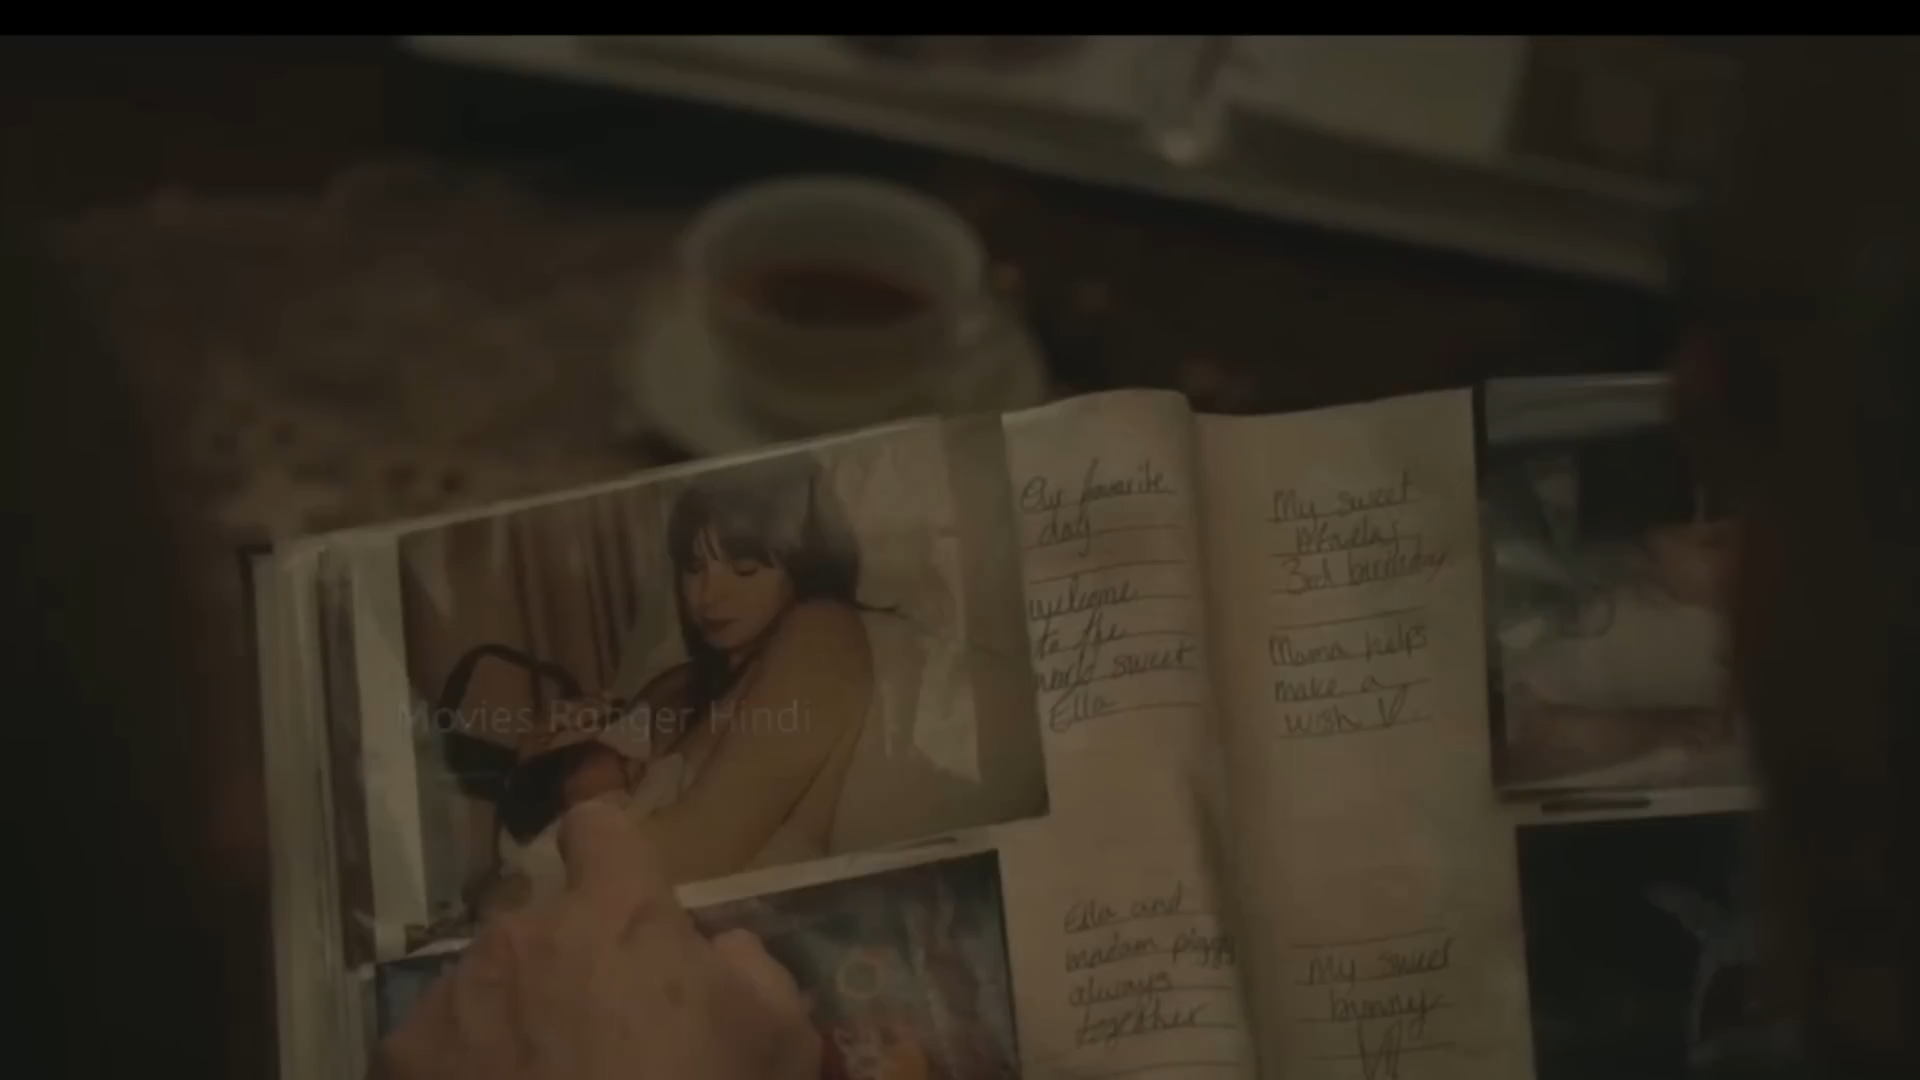 Our favorite
day
welcome
to the
world sweet
Ella
Ella and
madam piggy
always
together
My sweet
3rd birthday
Mama helps
make a
wish
My sweet
bunny
Movies Ranger Hindi